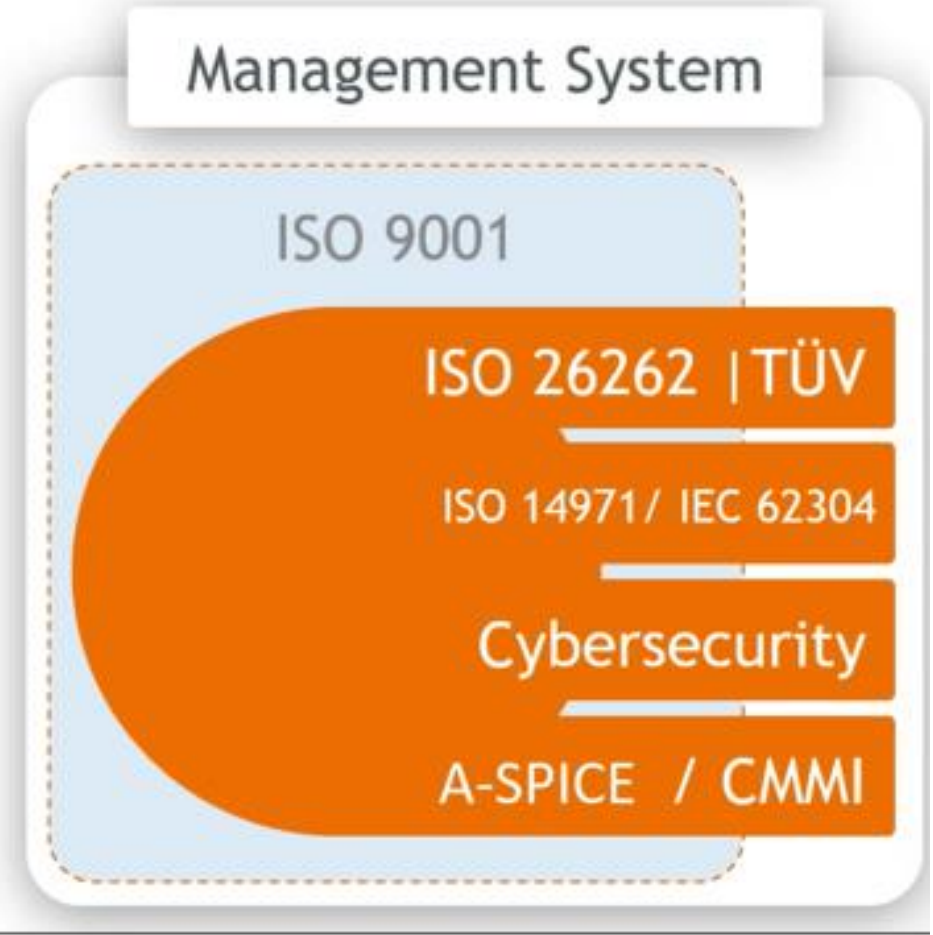 Management System
ISO 9001
ISO 26262 |TÜV
ISO 14971/ IEC 62304
Cybersecurity
A-SPICE / CMMI